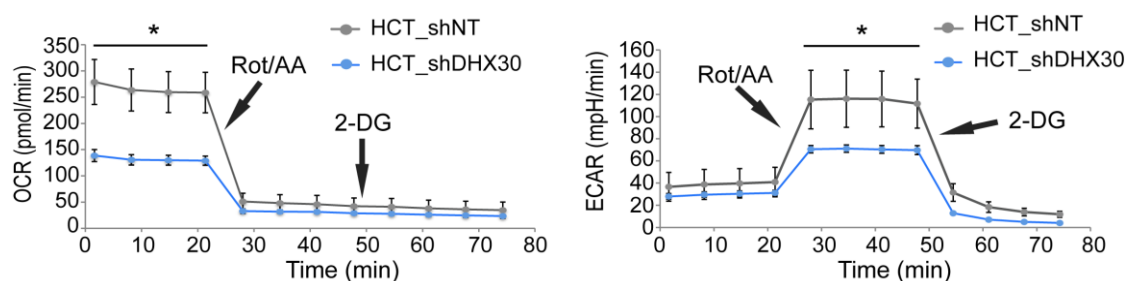 *
HCT_shNT
HCT_shDHX30
Rot/AA
2-DG
OCR (pmol/min)
350
300
250
200
150
100
50
0
0 10 20 30 40 50 60 70 80
Time (min)
*
HCT_shNT
HCT_shDHX30
Rot/AA
2-DG
ECAR (mpH/min)
160
140
120
100
80
60
40
20
0
0 10 20 30 40 50 60 70 80
Time (min)